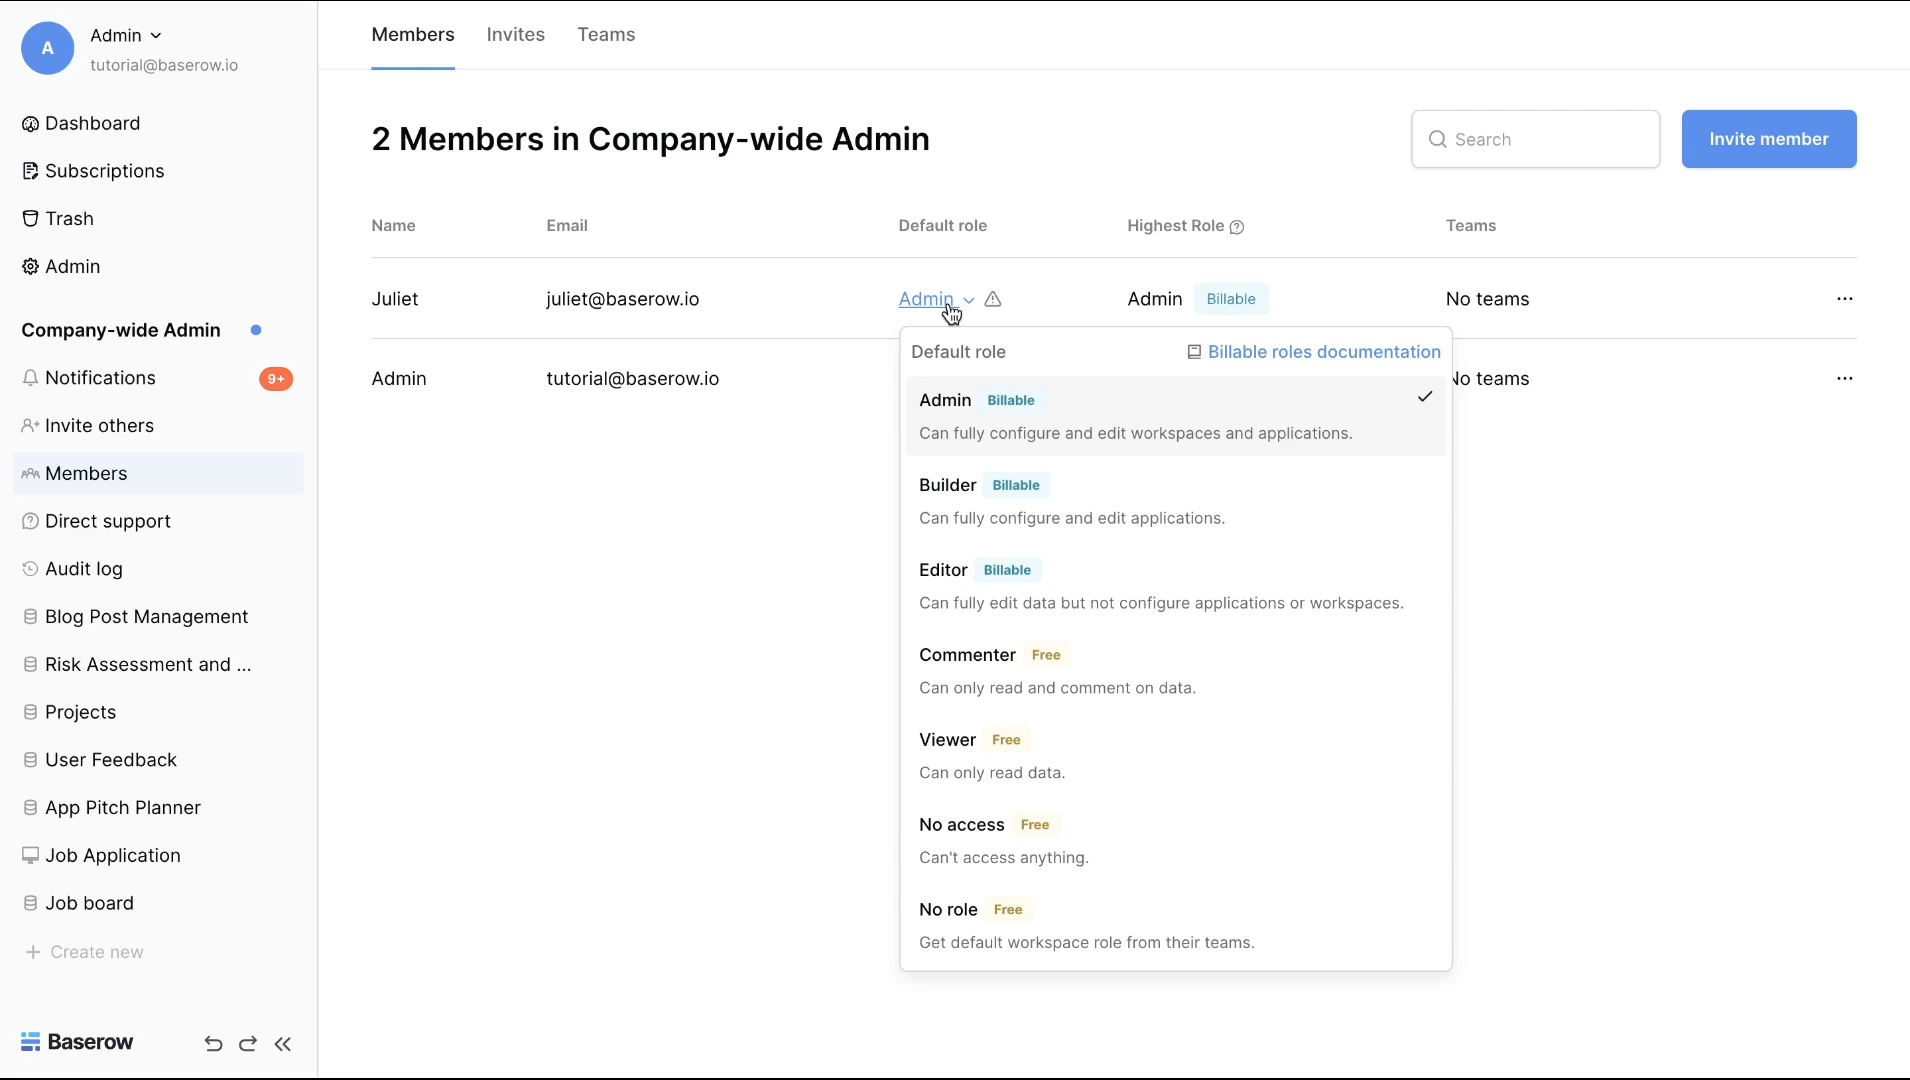 A
Admin
tutorial@baserow.io
Dashboard
Subscriptions
Trash
Admin
Company-wide Admin
Notifications 9+
Invite others
Members
Direct support
Audit log
Blog Post Management
Risk Assessment and ...
Projects
User Feedback
App Pitch Planner
Job Application
Job board
+ Create new
Baserow
Members Invites Teams
2 Members in Company-wide Admin
Search
Invite member
Name Email Default role Highest Role Teams
Juliet juliet@baserow.io Admin Admin Billable No teams
Admin tutorial@baserow.io No teams
Default role Billable roles documentation
Admin Billable
Can fully configure and edit workspaces and applications.
Builder Billable
Can fully configure and edit applications.
Editor Billable
Can fully edit data but not configure applications or workspaces.
Commenter Free
Can only read and comment on data.
Viewer Free
Can only read data.
No access Free
Can't access anything.
No role Free
Get default workspace role from their teams.